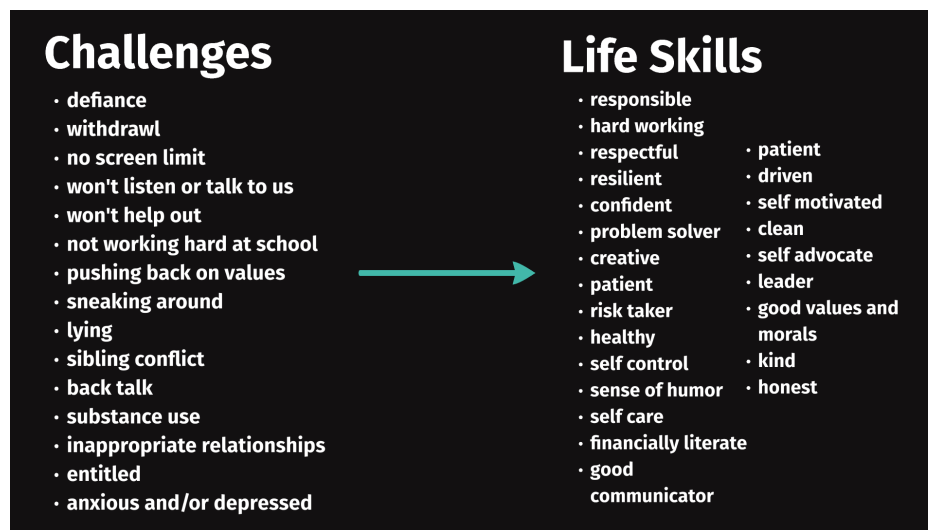 Challenges
· defiance
· withdrawl
· no screen limit
· won't listen or talk to us
· won't help out
· not working hard at school
· pushing back on values
· sneaking around
· lying
· sibling conflict
· back talk
· substance use
· inappropriate relationships
· entitled
· anxious and/or depressed
Life Skills
· responsible
· hard working
· respectful
· resilient
· confident
· problem solver
· creative
· patient
· risk taker
· healthy
· self control
· sense of humor
· self care
· financially literate
· good
communicator
· patient
· driven
· self motivated
· clean
· self advocate
· leader
· good values and
morals
· kind
· honest